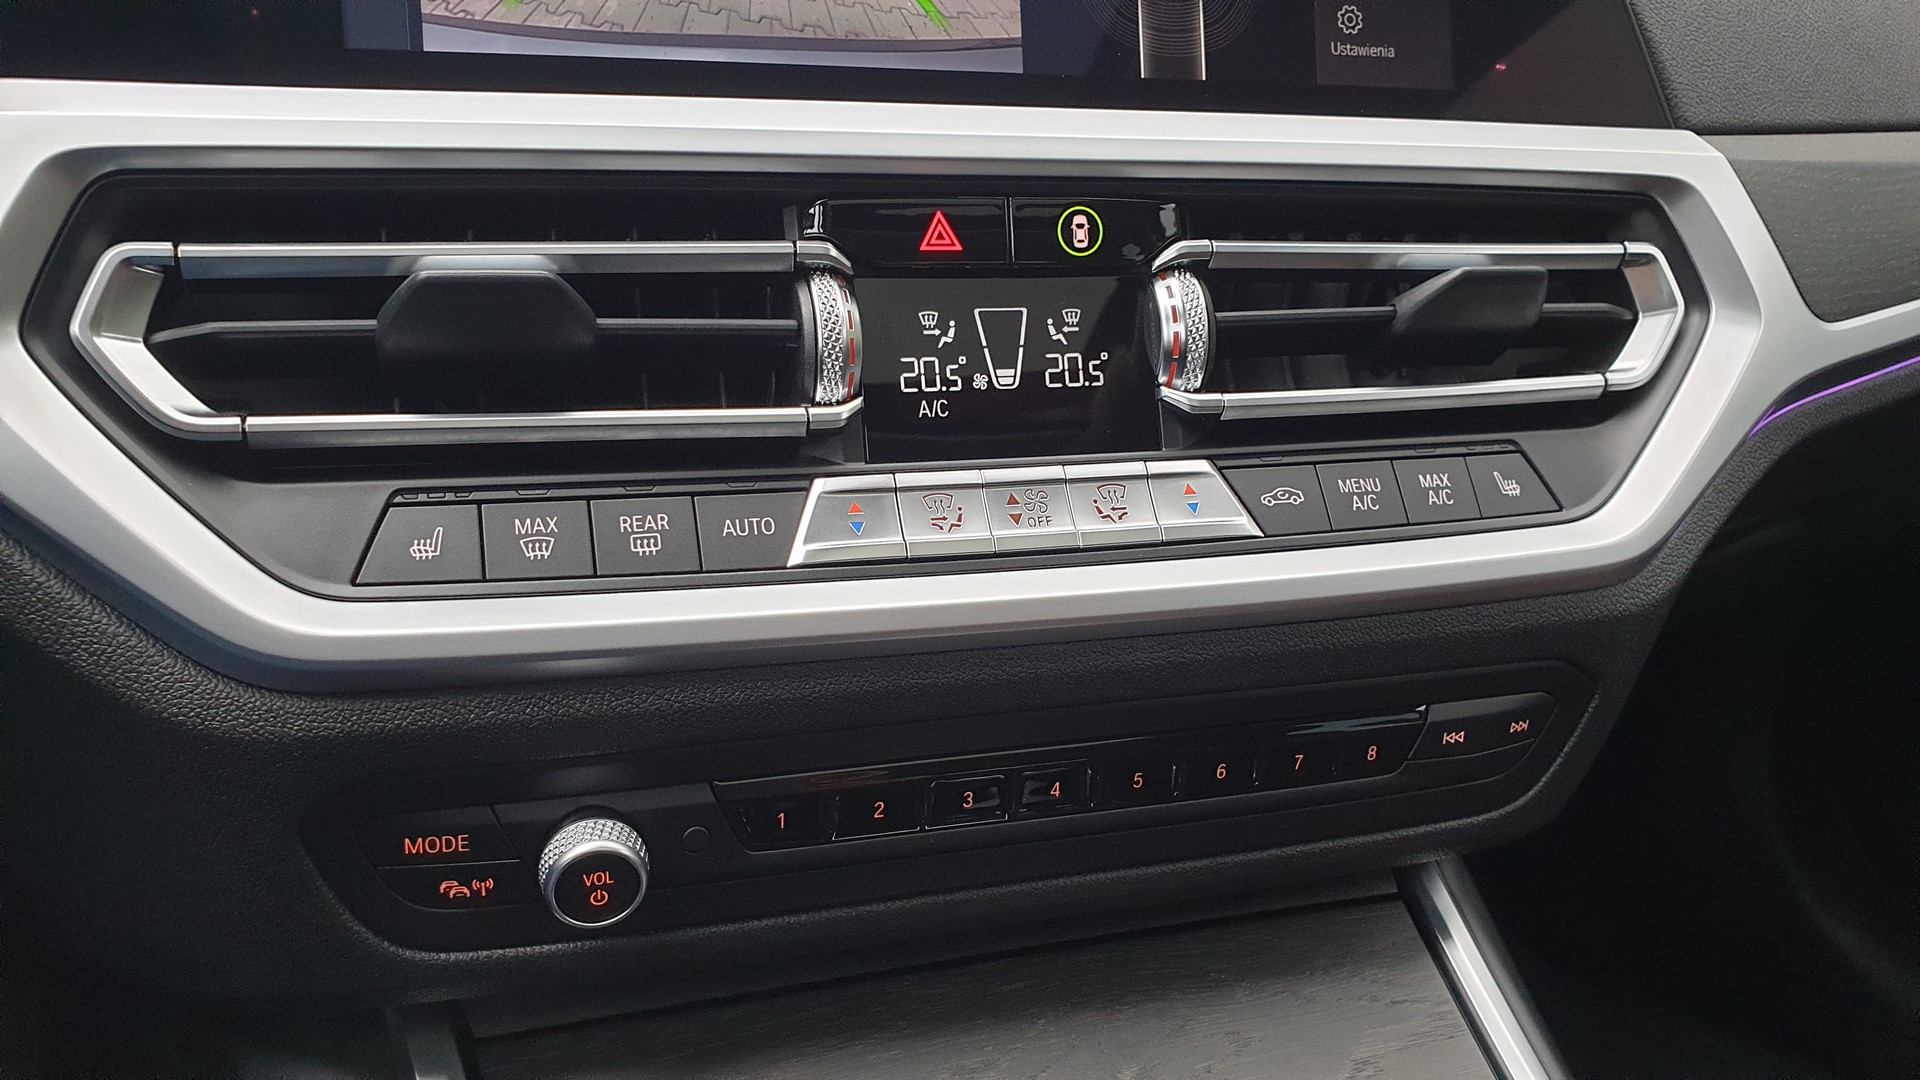 Ustawienia
20.5°
20.5°
A/C
MAX
REAR
AUTO
OFF
MENU
A/C
MAX
A/C
MODE
VOL
1 2 3 4 5 6 7 8